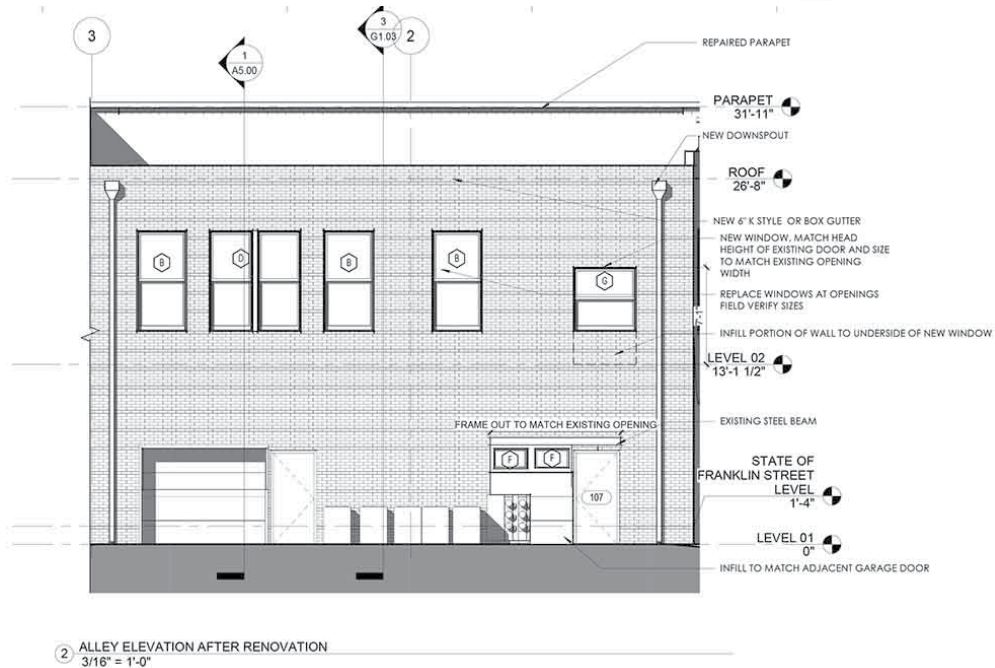 3
1
A5.00
3
G1.03
2
REPAIRED PARAPET
PARAPET
31'-11"
NEW DOWNSPOUT
ROOF
26'-8"
NEW 6" K STYLE OR BOX GUTTER
NEW WINDOW, MATCH HEAD
HEIGHT OF EXISTING DOOR AND SIZE
TO MATCH EXISTING OPENING
WIDTH
B
D
B
B
G
REPLACE WINDOWS AT OPENINGS
FIELD VERIFY SIZES
7'-1"
INFILL PORTION OF WALL TO UNDERSIDE OF NEW WINDOW
LEVEL 02
13'-1 1/2"
FRAME OUT TO MATCH EXISTING OPENING
EXISTING STEEL BEAM
F
F
107
STATE OF
FRANKLIN STREET
LEVEL
1'-4"
LEVEL 01
0"
INFILL TO MATCH ADJACENT GARAGE DOOR
2
ALLEY ELEVATION AFTER RENOVATION
3/16" = 1'-0"